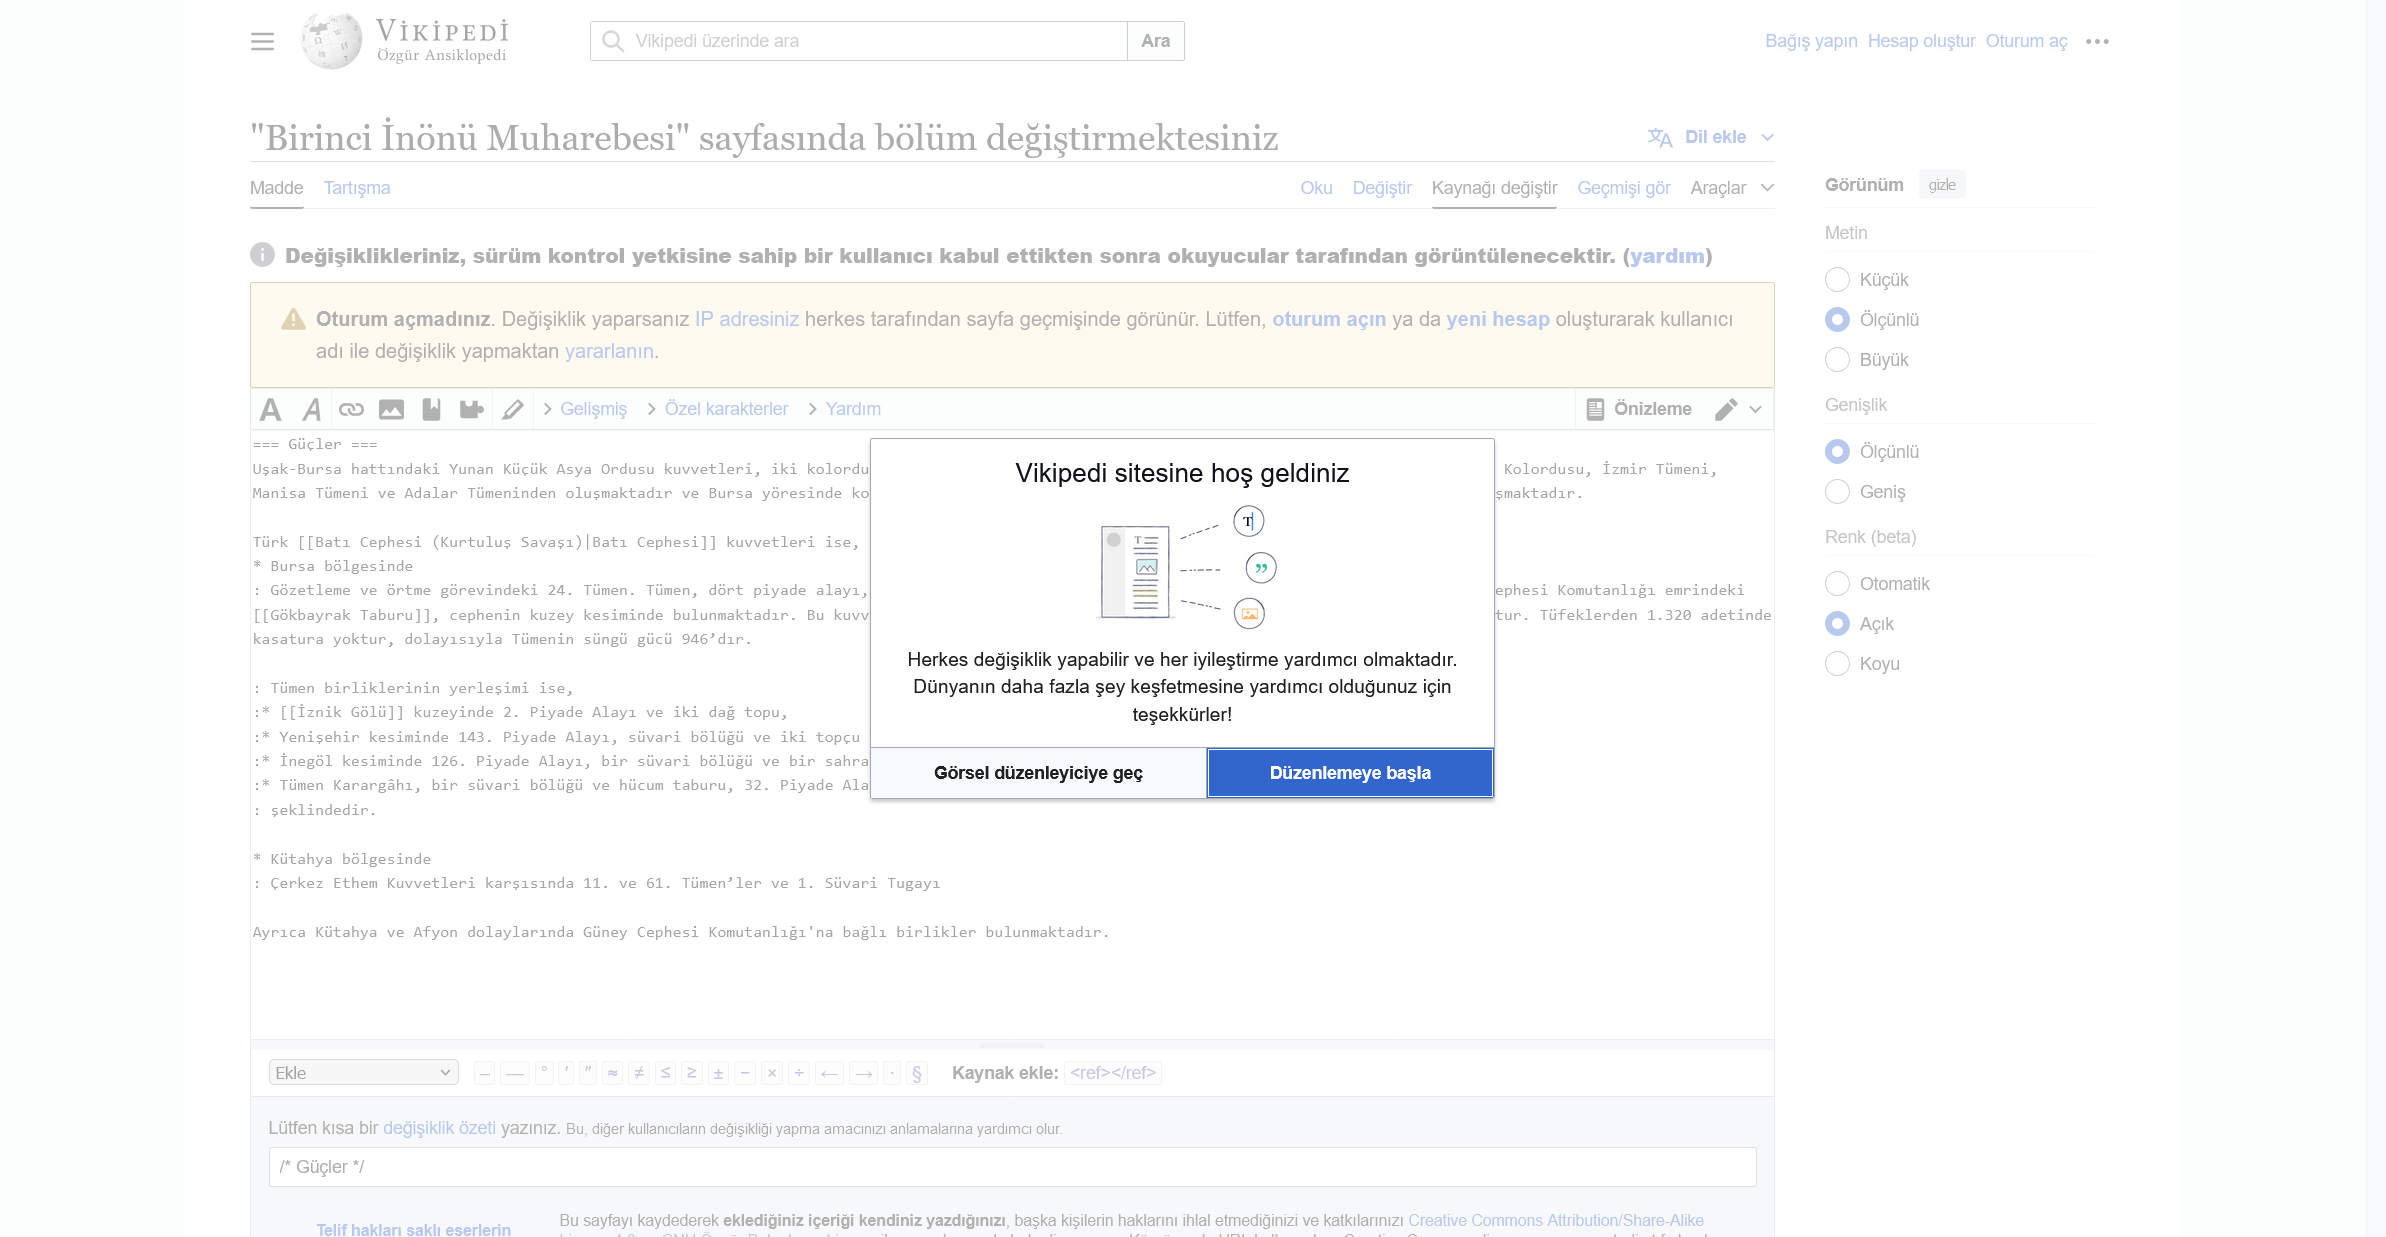 VİKİPEDİ
Özgür Ansiklopedi
Vikipedi üzerinde ara
Ara
Bağış yapın Hesap oluştur Oturum aç
"Birinci İnönü Muharebesi" sayfasında bölüm değiştirmektesiniz
Dil ekle
Madde Tartışma
Oku Değiştir Kaynağı değiştir Geçmişi gör Araçlar
Değişiklikleriniz, sürüm kontrol yetkisine sahip bir kullanıcı kabul ettikten sonra okuyucular tarafından görüntülenecektir. (yardım)
Oturum açmadınız. Değişiklik yaparsanız IP adresiniz herkes tarafından sayfa geçmişinde görünür. Lütfen, oturum açın ya da yeni hesap oluşturarak kullanıcı
adı ile değişiklik yapmaktan yararlanın.
Gelişmiş Özel karakterler Yardım
Önizleme
=== Güçler ===
Uşak-Bursa hattındaki Yunan Küçük Asya Ordusu kuvvetleri, iki kolordu Kolordusu, İzmir Tümeni,
Manisa Tümeni ve Adalar Tümeninden oluşmaktadır ve Bursa yöresinde ko şmaktadır.
Türk [[Batı Cephesi (Kurtuluş Savaşı)|Batı Cephesi]] kuvvetleri ise,
* Bursa bölgesinde
: Gözetleme ve örtme görevindeki 24. Tümen. Tümen, dört piyade alayı, ephesi Komutanlığı emrindeki
[[Gökbayrak Taburu]], cephenin kuzey kesiminde bulunmaktadır. Bu kuvv tur. Tüfeklerden 1.320 adetinde
kasatura yoktur, dolayısıyla Tümenin süngü gücü 946’dır.
: Tümen birliklerinin yerleşimi ise,
:* [[İznik Gölü]] kuzeyinde 2. Piyade Alayı ve iki dağ topu,
:* Yenişehir kesiminde 143. Piyade Alayı, süvari bölüğü ve iki topçu
:* İnegöl kesiminde 126. Piyade Alayı, bir süvari bölüğü ve bir sahra
:* Tümen Karargâhı, bir süvari bölüğü ve hücum taburu, 32. Piyade Ala
: şeklindedir.
* Kütahya bölgesinde
: Çerkez Ethem Kuvvetleri karşısında 11. ve 61. Tümen’ler ve 1. Süvari Tugayı
Ayrıca Kütahya ve Afyon dolaylarında Güney Cephesi Komutanlığı'na bağlı birlikler bulunmaktadır.
Vikipedi sitesine hoş geldiniz
Herkes değişiklik yapabilir ve her iyileştirme yardımcı olmaktadır.
Dünyanın daha fazla şey keşfetmesine yardımcı olduğunuz için
teşekkürler!
Görsel düzenleyiciye geç
Düzenlemeye başla
Ekle
– — ° ′ ″ ≈ ≠ ≤ ≥ ± − × ÷ ← → · §
Kaynak ekle: <ref></ref>
Lütfen kısa bir değişiklik özeti yazınız. Bu, diğer kullanıcıların değişikliği yapma amacınızı anlamalarına yardımcı olur.
/* Güçler */
Telif hakları saklı eserlerin
Bu sayfayı kaydederek eklediğiniz içeriği kendiniz yazdığınızı, başka kişilerin haklarını ihlal etmediğinizi ve katkılarınızı Creative Commons Attribution/Share-Alike
Görünüm gizle
Metin
Küçük
Ölçünlü
Büyük
Genişlik
Ölçünlü
Geniş
Renk (beta)
Otomatik
Açık
Koyu